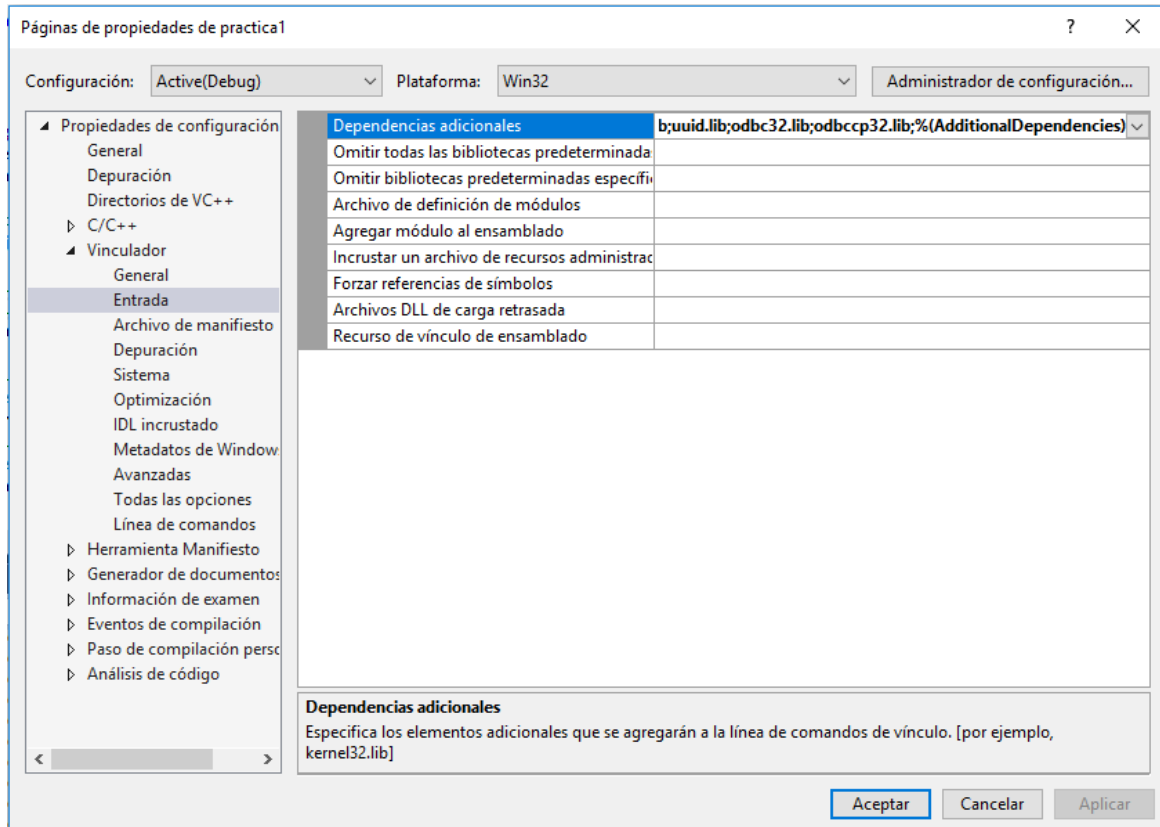 Páginas de propiedades de practica1
?
Configuración: Active(Debug) Plataforma: Win32 Administrador de configuración...
Propiedades de configuración
General
Depuración
Directorios de VC++
C/C++
Vinculador
General
Entrada
Archivo de manifiesto
Depuración
Sistema
Optimización
IDL incrustado
Metadatos de Window
Avanzadas
Todas las opciones
Línea de comandos
Herramienta Manifiesto
Generador de documentos
Información de examen
Eventos de compilación
Paso de compilación perso
Análisis de código
Dependencias adicionales b;uuid.lib;odbc32.lib;odbccp32.lib;%(AdditionalDependencies)
Omitir todas las bibliotecas predeterminada
Omitir bibliotecas predeterminadas específi
Archivo de definición de módulos
Agregar módulo al ensamblado
Incrustar un archivo de recursos administrac
Forzar referencias de símbolos
Archivos DLL de carga retrasada
Recurso de vínculo de ensamblado
Dependencias adicionales
Especifica los elementos adicionales que se agregarán a la línea de comandos de vínculo. [por ejemplo,
kernel32.lib]
Aceptar Cancelar Aplicar